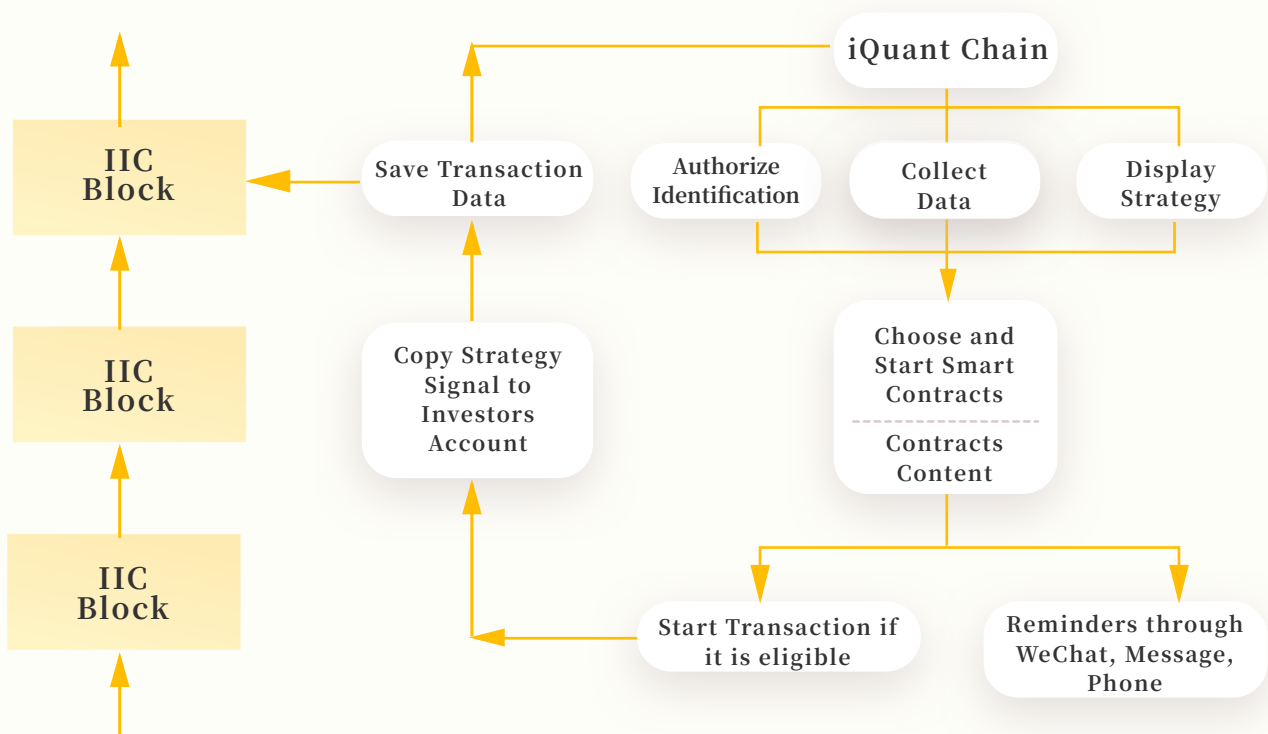 iQuant Chain
IIC
Block
Save Transaction
Data
Authorize
Identification
Collect
Data
Display
Strategy
IIC
Block
Copy Strategy
Signal to
Investors
Account
Choose and
Start Smart
Contracts
Contracts
Content
IIC
Block
Start Transaction if
it is eligible
Reminders through
WeChat, Message,
Phone